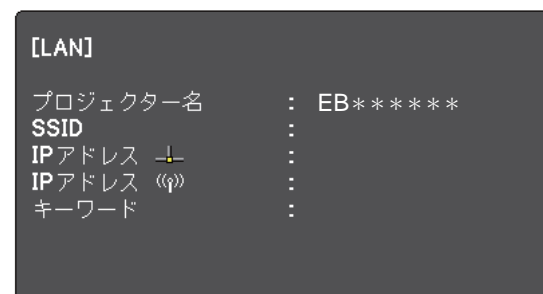 [LAN]
プロジェクター名 : EB******
SSID :
IPアドレス :
IPアドレス :
キーワード :